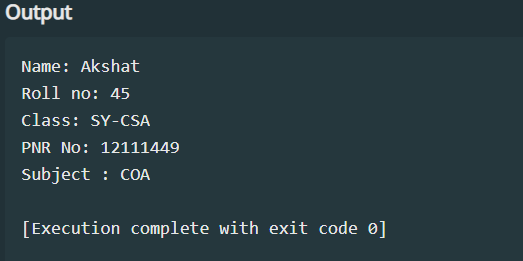 Output
Name: Akshat
Roll no: 45
Class: SY-CSA
PNR No: 12111449
Subject : COA
[Execution complete with exit code 0]